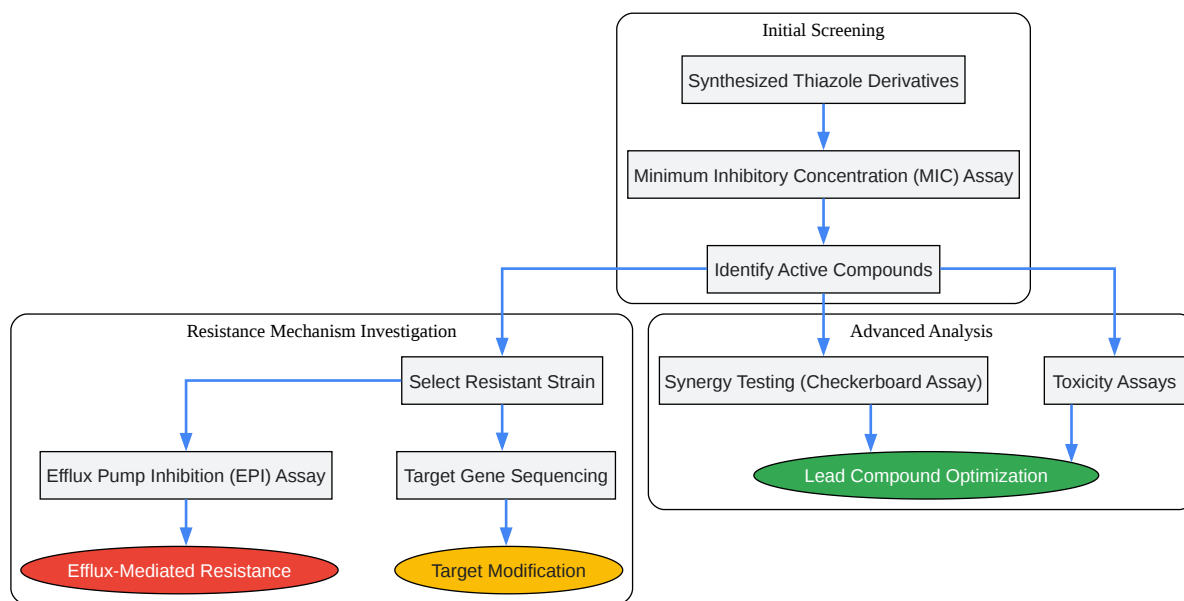 Initial Screening
Synthesized Thiazole Derivatives
Minimum Inhibitory Concentration (MIC) Assay
Identify Active Compounds
Resistance Mechanism Investigation
Select Resistant Strain
Efflux Pump Inhibition (EPI) Assay
Target Gene Sequencing
Efflux-Mediated Resistance
Target Modification
Advanced Analysis
Synergy Testing (Checkerboard Assay)
Toxicity Assays
Lead Compound Optimization